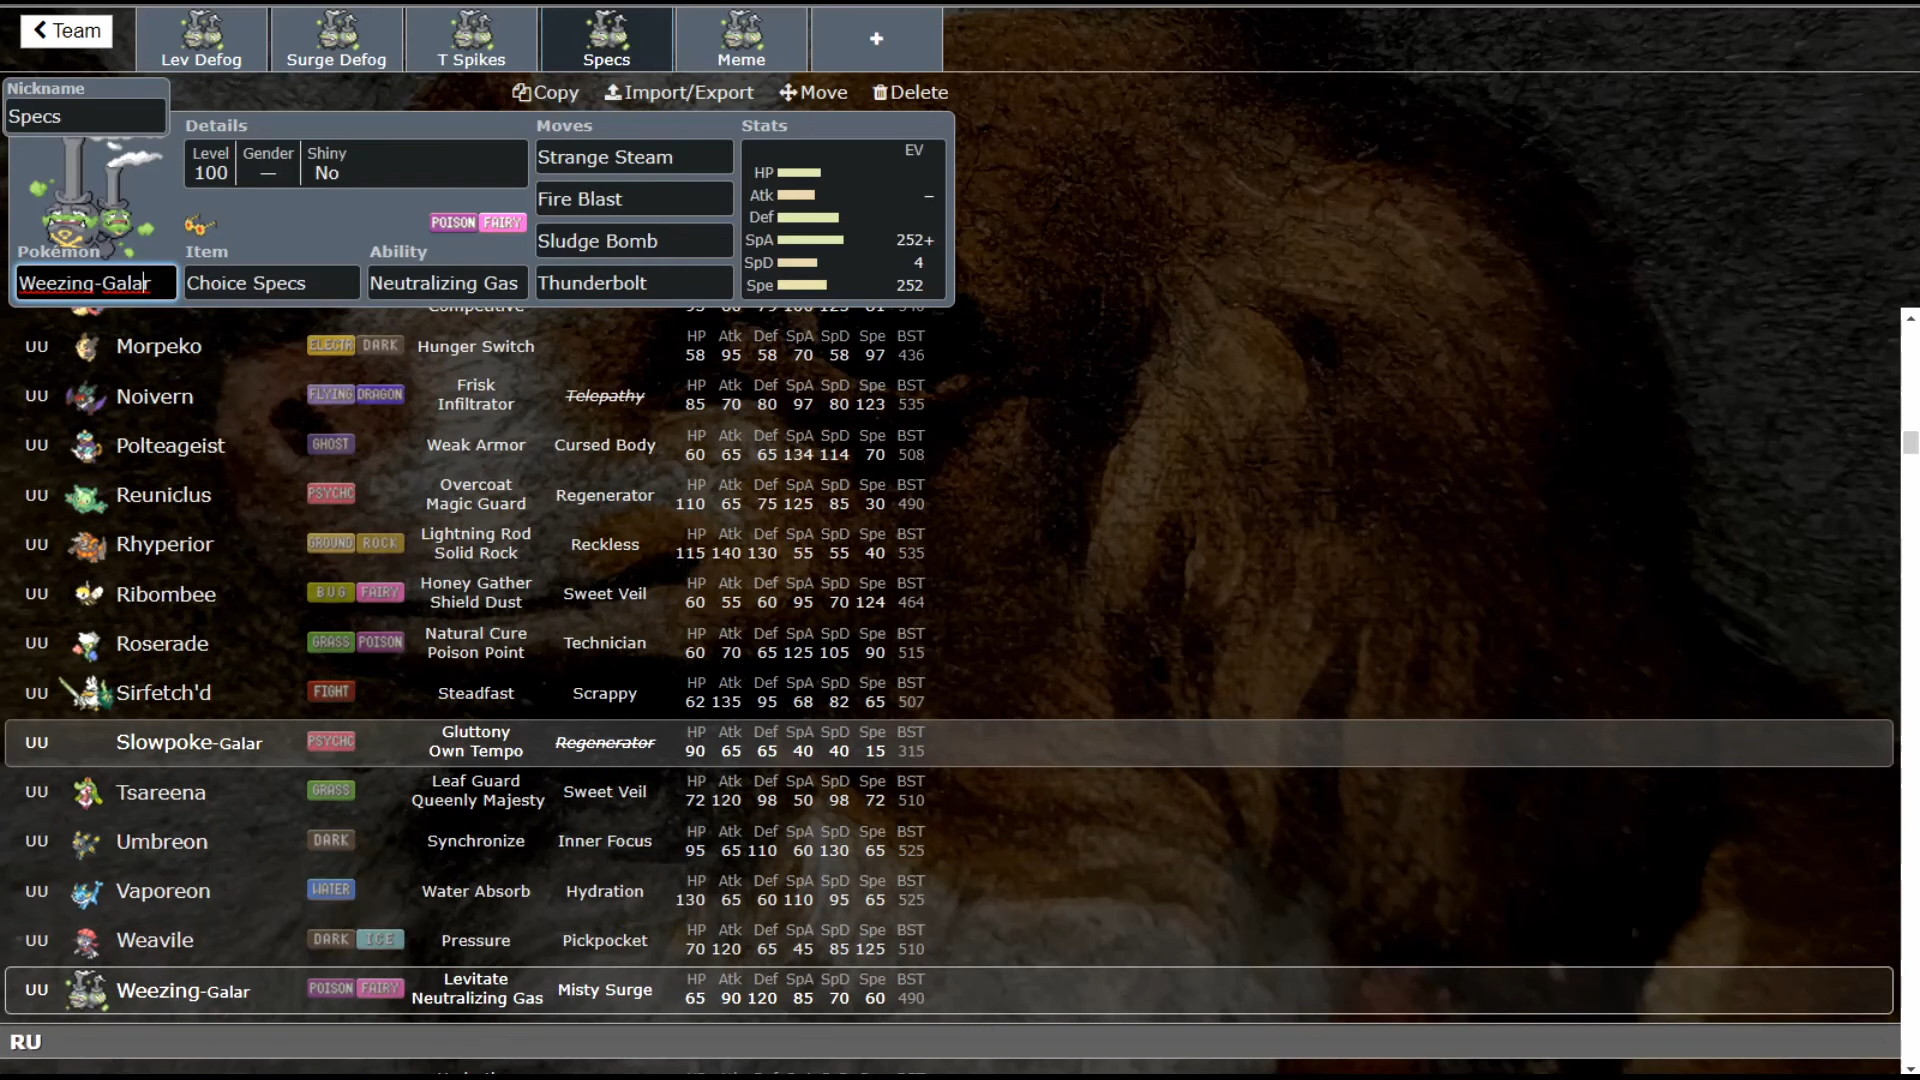 Team
Lev Defog
Surge Defog
T Spikes
Specs
Meme
+
Nickname
Specs
Copy Import/Export Move Delete
Details
Moves
Stats
Level Gender Shiny
100 — No
POISON FAIRY
Pokémon
Weezing-Galar
Item
Choice Specs
Ability
Neutralizing Gas
Strange Steam
Fire Blast
Sludge Bomb
Thunderbolt
EV
HP
Atk –
Def
SpA 252+
SpD 4
Spe 252
UU Morpeko ELECTR DARK Hunger Switch HP Atk Def SpA SpD Spe BST
58 95 58 70 58 97 436
UU Noivern FLYING DRAGON Frisk Infiltrator Telepathy HP Atk Def SpA SpD Spe BST
85 70 80 97 80 123 535
UU Polteageist GHOST Weak Armor Cursed Body HP Atk Def SpA SpD Spe BST
60 65 65 134 114 70 508
UU Reuniclus PSYCHC Overcoat Magic Guard Regenerator HP Atk Def SpA SpD Spe BST
110 65 75 125 85 30 490
UU Rhyperior GROUND ROCK Lightning Rod Solid Rock Reckless HP Atk Def SpA SpD Spe BST
115 140 130 55 55 40 535
UU Ribombee BUG FAIRY Honey Gather Shield Dust Sweet Veil HP Atk Def SpA SpD Spe BST
60 55 60 95 70 124 464
UU Roserade GRASS POISON Natural Cure Poison Point Technician HP Atk Def SpA SpD Spe BST
60 70 65 125 105 90 515
UU Sirfetch'd FIGHT Steadfast Scrappy HP Atk Def SpA SpD Spe BST
62 135 95 68 82 65 507
UU Slowpoke-Galar PSYCHC Gluttony Own Tempo Regenerator HP Atk Def SpA SpD Spe BST
90 65 65 40 40 15 315
UU Tsareena GRASS Leaf Guard Queenly Majesty Sweet Veil HP Atk Def SpA SpD Spe BST
72 120 98 50 98 72 510
UU Umbreon DARK Synchronize Inner Focus HP Atk Def SpA SpD Spe BST
95 65 110 60 130 65 525
UU Vaporeon WATER Water Absorb Hydration HP Atk Def SpA SpD Spe BST
130 65 60 110 95 65 525
UU Weavile DARK ICE Pressure Pickpocket HP Atk Def SpA SpD Spe BST
70 120 65 45 85 125 510
UU Weezing-Galar POISON FAIRY Levitate Neutralizing Gas Misty Surge HP Atk Def SpA SpD Spe BST
65 90 120 85 70 60 490
RU